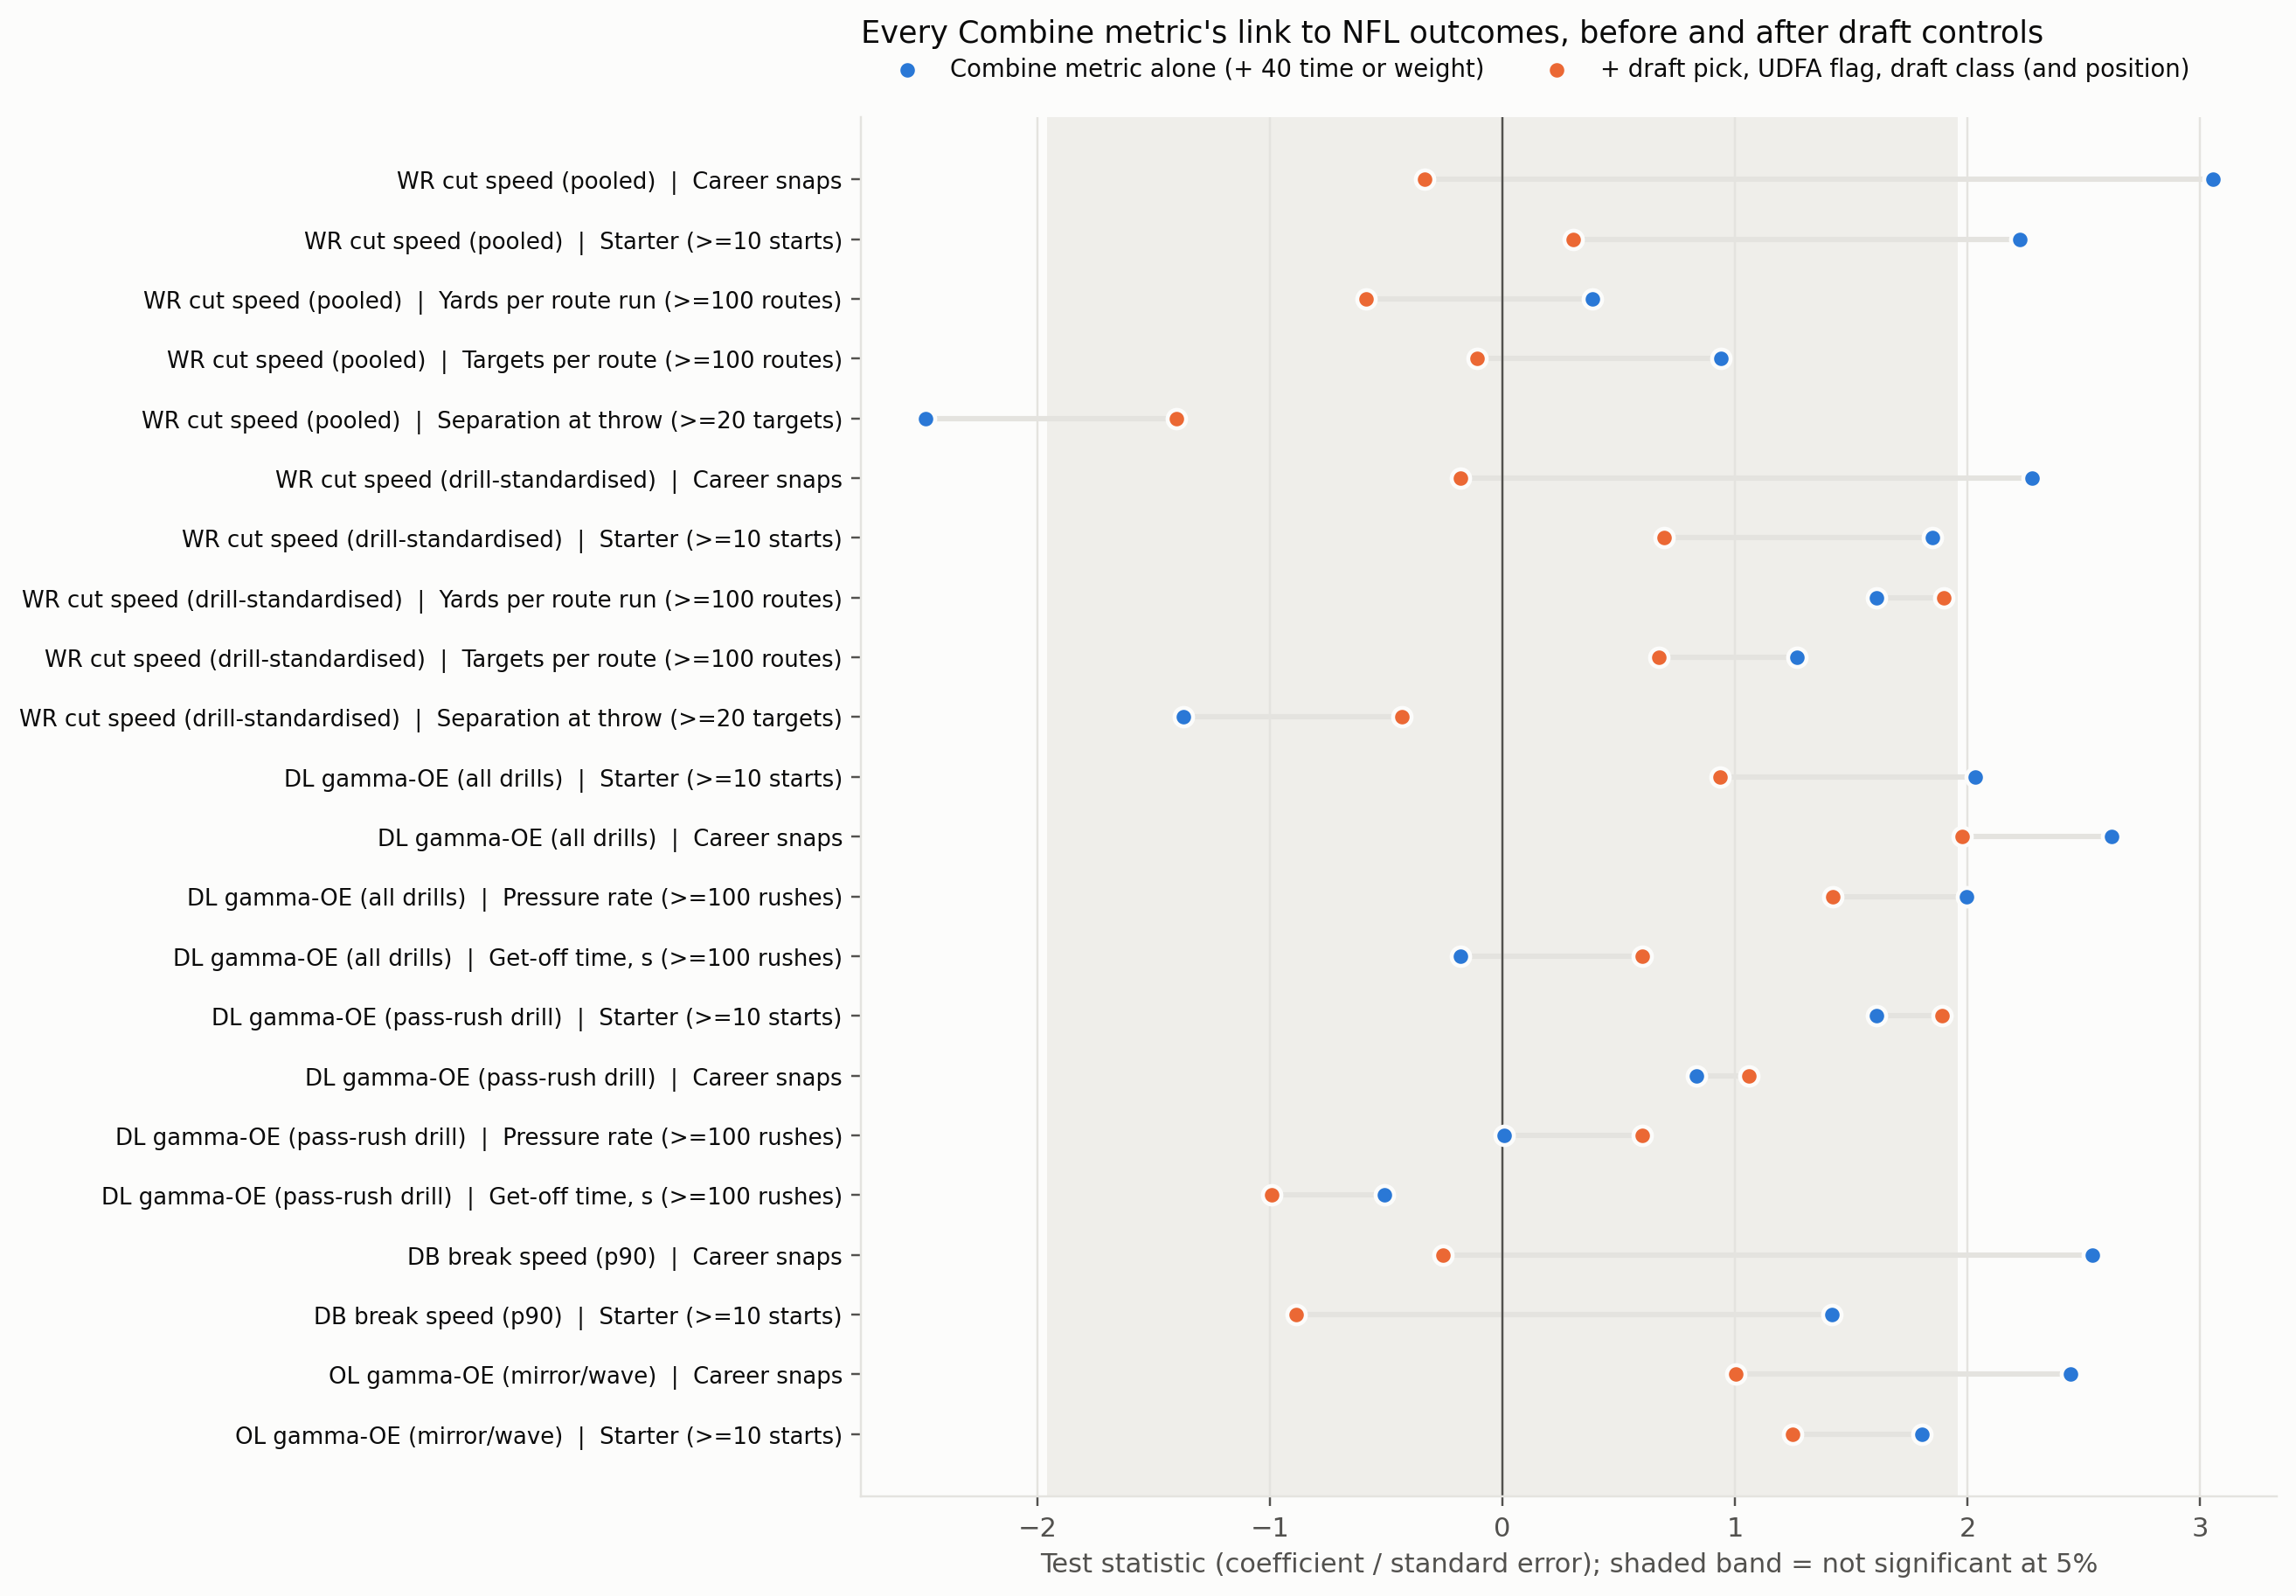 Every Combine metric's link to NFL outcomes, before and after draft controls
Combine metric alone (+ 40 time or weight)
+ draft pick, UDFA flag, draft class (and position)
WR cut speed (pooled) | Career snaps
WR cut speed (pooled) | Starter (>=10 starts)
WR cut speed (pooled) | Yards per route run (>=100 routes)
WR cut speed (pooled) | Targets per route (>=100 routes)
WR cut speed (pooled) | Separation at throw (>=20 targets)
WR cut speed (drill-standardised) | Career snaps
WR cut speed (drill-standardised) | Starter (>=10 starts)
WR cut speed (drill-standardised) | Yards per route run (>=100 routes)
WR cut speed (drill-standardised) | Targets per route (>=100 routes)
WR cut speed (drill-standardised) | Separation at throw (>=20 targets)
DL gamma-OE (all drills) | Starter (>=10 starts)
DL gamma-OE (all drills) | Career snaps
DL gamma-OE (all drills) | Pressure rate (>=100 rushes)
DL gamma-OE (all drills) | Get-off time, s (>=100 rushes)
DL gamma-OE (pass-rush drill) | Starter (>=10 starts)
DL gamma-OE (pass-rush drill) | Career snaps
DL gamma-OE (pass-rush drill) | Pressure rate (>=100 rushes)
DL gamma-OE (pass-rush drill) | Get-off time, s (>=100 rushes)
DB break speed (p90) | Career snaps
DB break speed (p90) | Starter (>=10 starts)
OL gamma-OE (mirror/wave) | Career snaps
OL gamma-OE (mirror/wave) | Starter (>=10 starts)
−2 −1 0 1 2 3
Test statistic (coefficient / standard error); shaded band = not significant at 5%